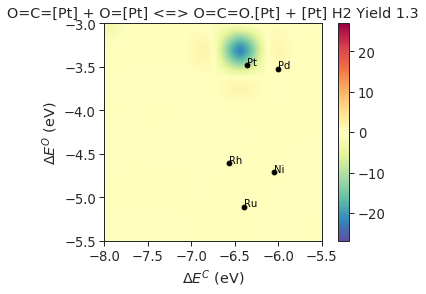 O=C=[Pt] + O=[Pt] <=> O=C=O.[Pt] + [Pt] H2 Yield 1.3
−3.0
−3.5
−4.0
−4.5
−5.0
−5.5
ΔE^O (eV)
Pt
Pd
Rh
Ni
Ru
−8.0 −7.5 −7.0 −6.5 −6.0 −5.5
ΔE^C (eV)
20
10
0
−10
−20